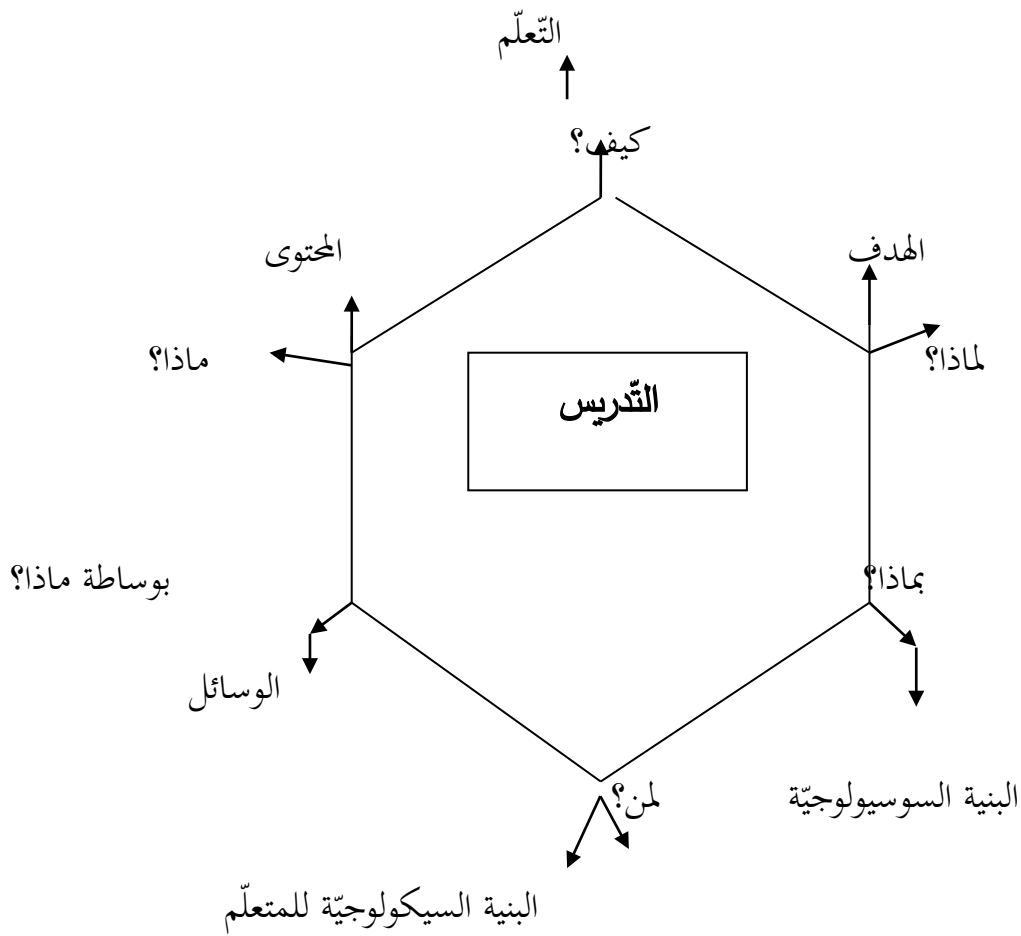 التّعلّم
كيف؟
الهدف
المحتوى
لماذا؟
ماذا؟
التّدريس
بماذا؟
بوساطة ماذا؟
الوسائل
لمن؟
البنية السوسيولوجيّة
البنية السيكولوجيّة للمتعلّم